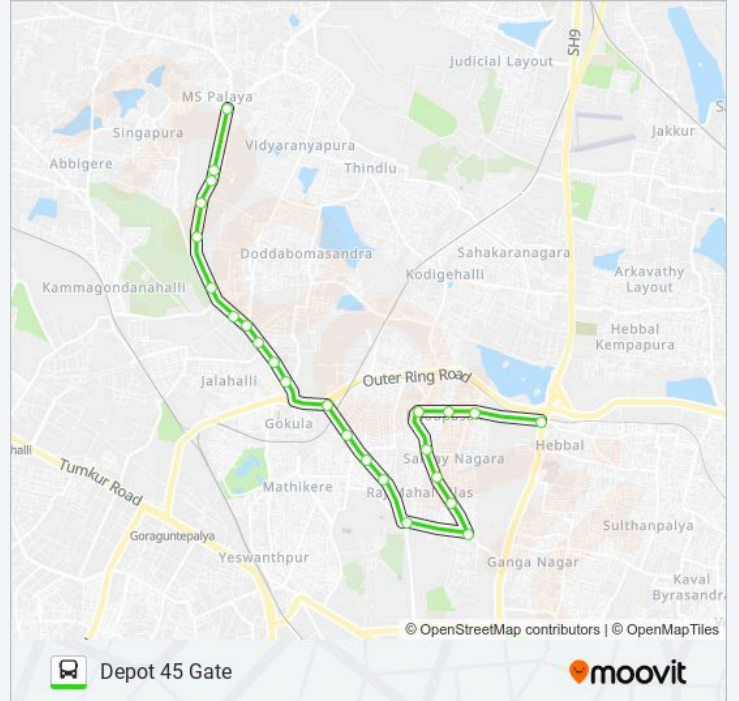 SH9
Judicial Layout
MS Palaya
Jakkur
Singapura
Vidyaranyapura
Abbigere
Thindlu
Doddabomasandra
Sahakaranagara
Kodigehalli
Arkavathy
Layout
Kammagondanahalli
Hebbal
Kempapura
Outer Ring Road
Jalahalli
Gokula
Hebbal
halli
Tumkur Road
Mathikere
Sulthanpalya
Goraguntepalya
Yeswanthpur
Ganga Nagar
Kaval
Byrasandra
© OpenStreetMap contributors | © OpenMapTiles
Depot 45 Gate
moovit